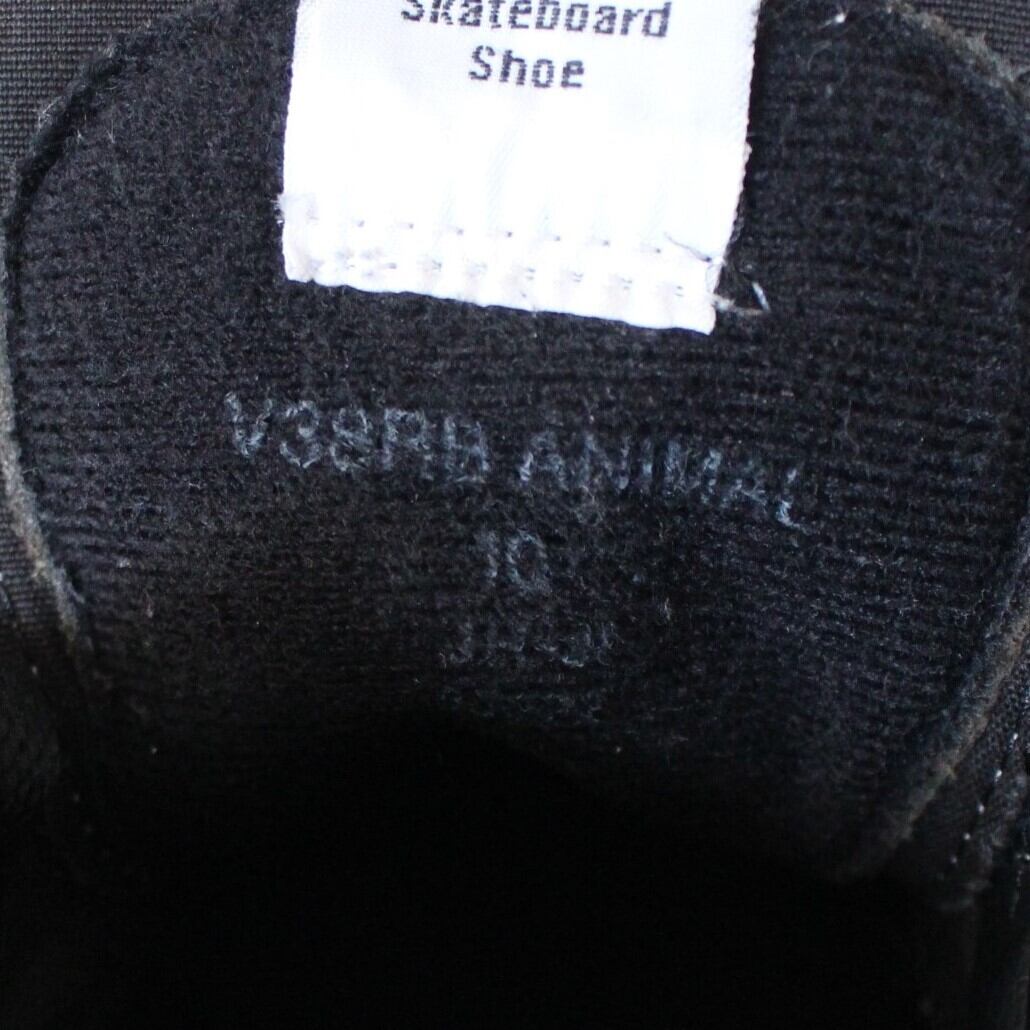 Skateboard
Shoe
V38RB ANIMAL
10